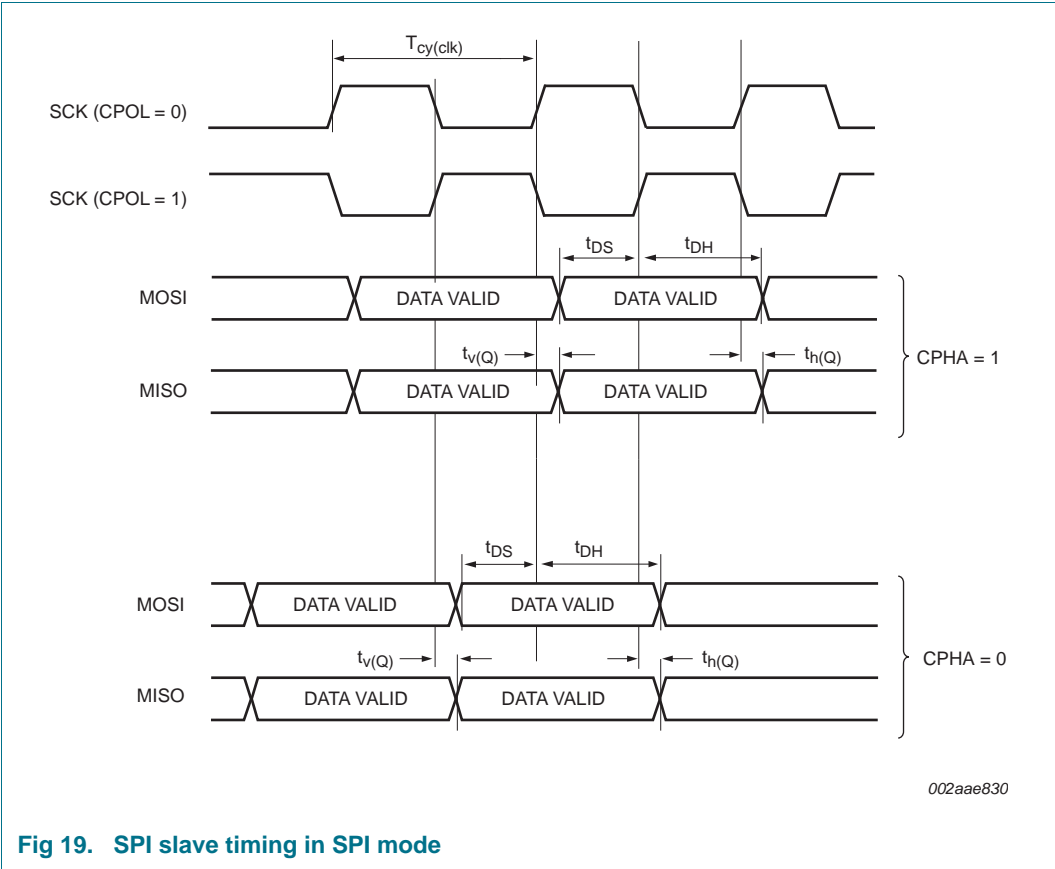 Tcy(clk)
SCK (CPOL = 0)
SCK (CPOL = 1)
tDS tDH
MOSI DATA VALID DATA VALID
tv(Q) th(Q)
CPHA = 1
MISO DATA VALID DATA VALID
tDS tDH
MOSI DATA VALID DATA VALID
tv(Q) th(Q)
CPHA = 0
MISO DATA VALID DATA VALID
002aae830
Fig 19. SPI slave timing in SPI mode